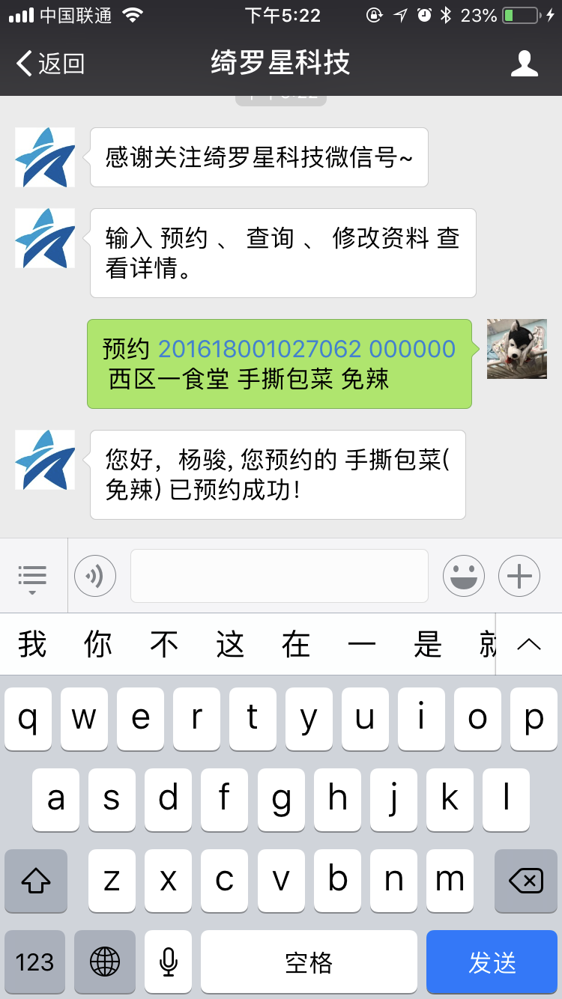 中国联通 下午5:22 23%
返回 绮罗星科技
感谢关注绮罗星科技微信号~
输入 预约 、 查询 、 修改资料 查
看详情。
预约 201618001027062 000000
西区一食堂 手撕包菜 免辣
您好，杨骏, 您预约的 手撕包菜(
免辣) 已预约成功!
我 你 不 这 在 一 是
q w e r t y u i o p
a s d f g h j k l
z x c v b n m
123 空格 发送